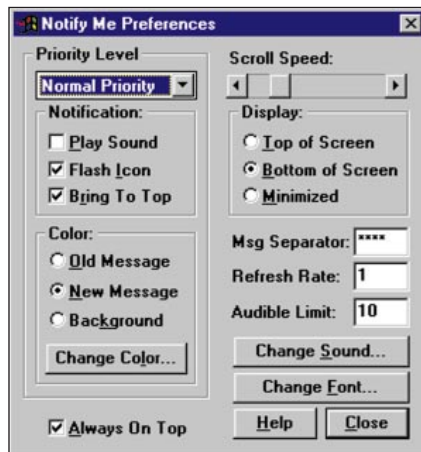 Notify Me Preferences
Priority Level
Normal Priority
Notification:
Play Sound
Flash Icon
Bring To Top
Color:
Old Message
New Message
Background
Change Color...
Always On Top
Scroll Speed:
Display:
Top of Screen
Bottom of Screen
Minimized
Msg Separator: ****
Refresh Rate: 1
Audible Limit: 10
Change Sound...
Change Font...
Help Close